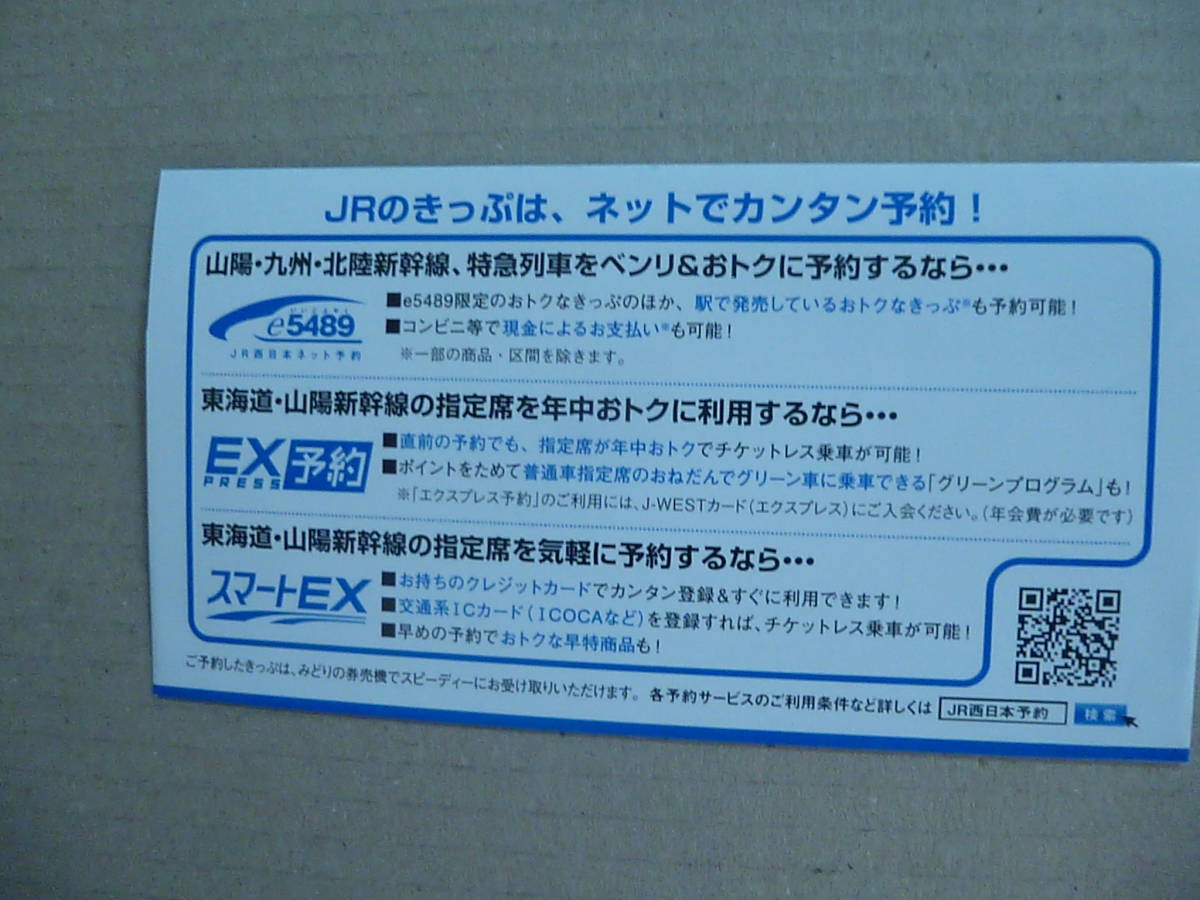 JRのきっぷは、ネットでカンタン予約!
山陽・九州・北陸新幹線、特急列車をベンリ&おトクに予約するなら・・・
e5489
JR西日本ネット予約
■e5489限定のおトクなきっぷのほか、駅で発売しているおトクなきっぷ※も予約可能!
■コンビニ等で現金によるお支払い※も可能!
※一部の商品・区間を除きます。
東海道・山陽新幹線の指定席を年中おトクに利用するなら・・・
EXPRESS予約
■直前の予約でも、指定席が年中おトクでチケットレス乗車が可能!
■ポイントをためて普通車指定席のおねだんでグリーン車に乗車できる「グリーンプログラム」も!
※「エクスプレス予約」のご利用には、J-WESTカード(エクスプレス)にご入会ください。(年会費が必要です)
東海道・山陽新幹線の指定席を気軽に予約するなら・・・
スマートEX
■お持ちのクレジットカードでカンタン登録&すぐに利用できます!
■交通系ICカード(ICOCAなど)を登録すれば、チケットレス乗車が可能!
■早めの予約でおトクな早特商品も!
ご予約したきっぷは、みどりの券売機でスピーディーにお受け取りいただけます。 各予約サービスのご利用条件など詳しくは JR西日本予約 検索